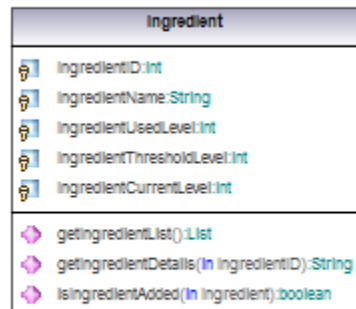 Ingredient
ingredientID:int
ingredientName:String
ingredientUsedLevel:int
ingredientThresholdLevel:int
ingredientCurrentLevel:int
getIngredientList():List
getIngredientDetails(in ingredientID):String
isIngredientAdded(in ingredient):boolean